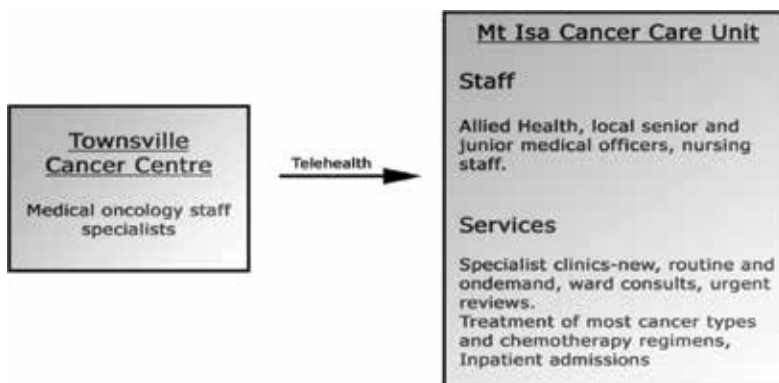 Townsville
Cancer Centre
Medical oncology staff
specialists
Telehealth
Mt Isa Cancer Care Unit
Staff
Allied Health, local senior and
junior medical officers, nursing
staff.
Services
Specialist clinics-new, routine and
ondemand, ward consults, urgent
reviews.
Treatment of most cancer types
and chemotherapy regimens,
Inpatient admissions